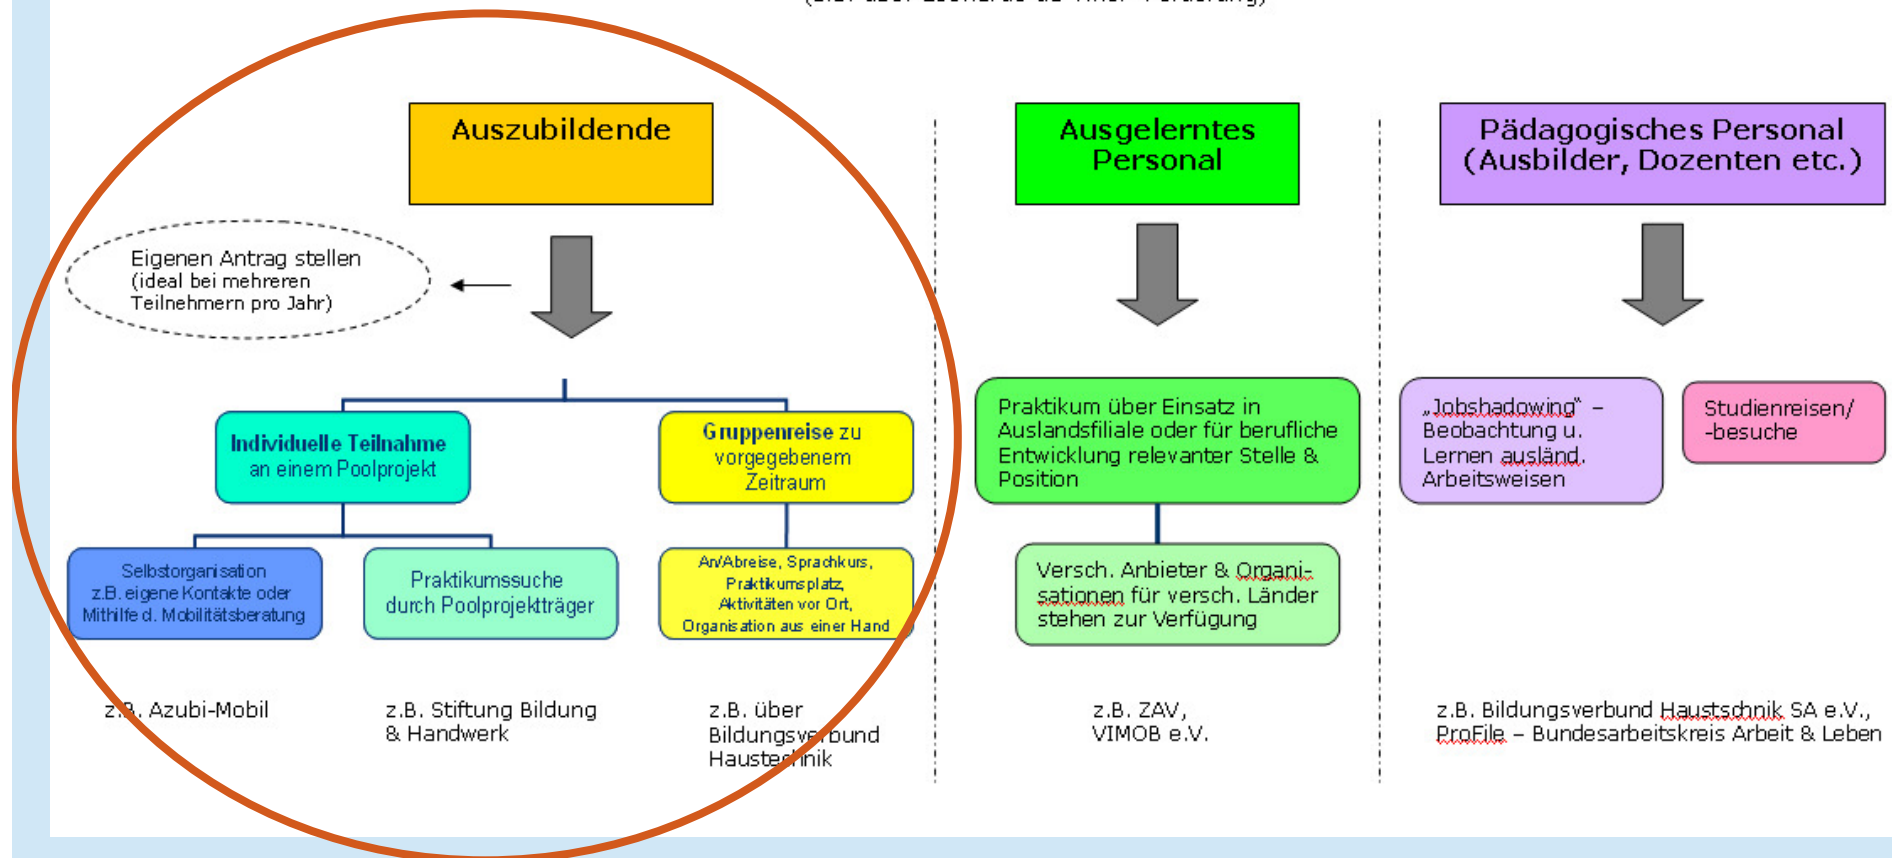 Auszubildende
Eigenen Antrag stellen
(ideal bei mehreren
Teilnehmern pro Jahr)
Individuelle Teilnahme
an einem Poolprojekt
Gruppenreise zu
vorgegebenem
Zeitraum
Selbstorganisation
z.B. eigene Kontakte oder
Mithilfe d. Mobilitätsberatung
Praktikumssuche
durch Poolprojektträger
An/Abreise, Sprachkurs,
Praktikumsplatz,
Aktivitäten vor Ort,
Organisation aus einer Hand
z.B. Azubi-Mobil
z.B. Stiftung Bildung
& Handwerk
z.B. über
Bildungsverbund
Haustechnik
Ausgelerntes
Personal
Praktikum über Einsatz in
Auslandsfiliale oder für berufliche
Entwicklung relevanter Stelle &
Position
Versch. Anbieter & Organi-
sationen für versch. Länder
stehen zur Verfügung
z.B. ZAV,
VIMOB e.V.
Pädagogisches Personal
(Ausbilder, Dozenten etc.)
„Jobshadowing" –
Beobachtung u.
Lernen ausländ.
Arbeitsweisen
Studienreisen/
-besuche
z.B. Bildungsverbund Haustschnik SA e.V.,
ProFile – Bundesarbeitskreis Arbeit & Leben